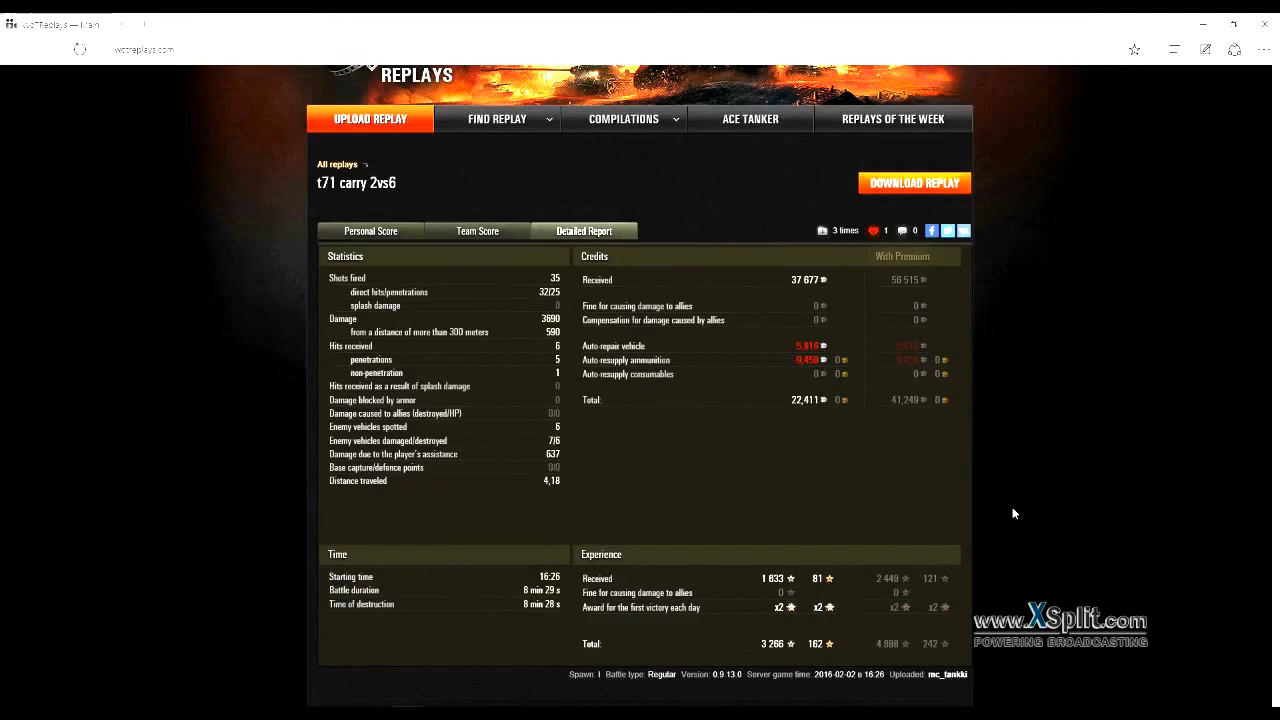 WoTReplays — Main
wotreplays.com
REPLAYS
UPLOAD REPLAY FIND REPLAY COMPILATIONS ACE TANKER REPLAYS OF THE WEEK
All replays
t71 carry 2vs6
DOWNLOAD REPLAY
Personal Score Team Score Detailed Report 3 times 1 0
Statistics Credits With Premium
Shots fired 35 Received 37 677 56 515
direct hits/penetrations 32/25
splash damage 0 Fine for causing damage to allies 0 0
Damage 3690 Compensation for damage caused by allies 0 0
from a distance of more than 300 meters 590
Hits received 6 Auto-repair vehicle
penetrations 5 Auto-resupply ammunition 0 0
non-penetration 1 Auto-resupply consumables 0 0 0 0
Hits received as a result of splash damage 0
Damage blocked by armor 0 Total: 22,411 0 41,249 0
Damage caused to allies (destroyed/HP) 0/0
Enemy vehicles spotted 6
Enemy vehicles damaged/destroyed 7/6
Damage due to the player's assistance 637
Base capture/defence points 0/0
Distance traveled 4,18
Time Experience
Starting time 16:26 Received 1 633 81 2 449 121
Battle duration 8 min 29 s Fine for causing damage to allies 0 0
Time of destruction 8 min 28 s Award for the first victory each day x2 x2 x2 x2
Total: 3 266 162 4 898 242
www.XSplit.com
POWERING BROADCASTING
Spawn: I Battle type: Regular Version: 0.9.13.0 Server game time: 2016-02-02 в 16:26 Uploaded: mc_tankki